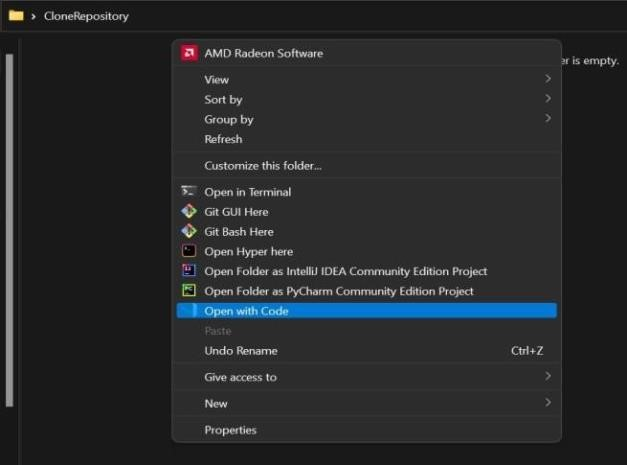 CloneRepository
AMD Radeon Software
er is empty.
View
Sort by
Group by
Refresh
Customize this folder...
Open in Terminal
Git GUI Here
Git Bash Here
Open Hyper here
Open Folder as IntelliJ IDEA Community Edition Project
Open Folder as PyCharm Community Edition Project
Open with Code
Paste
Undo Rename Ctrl+Z
Give access to
New
Properties